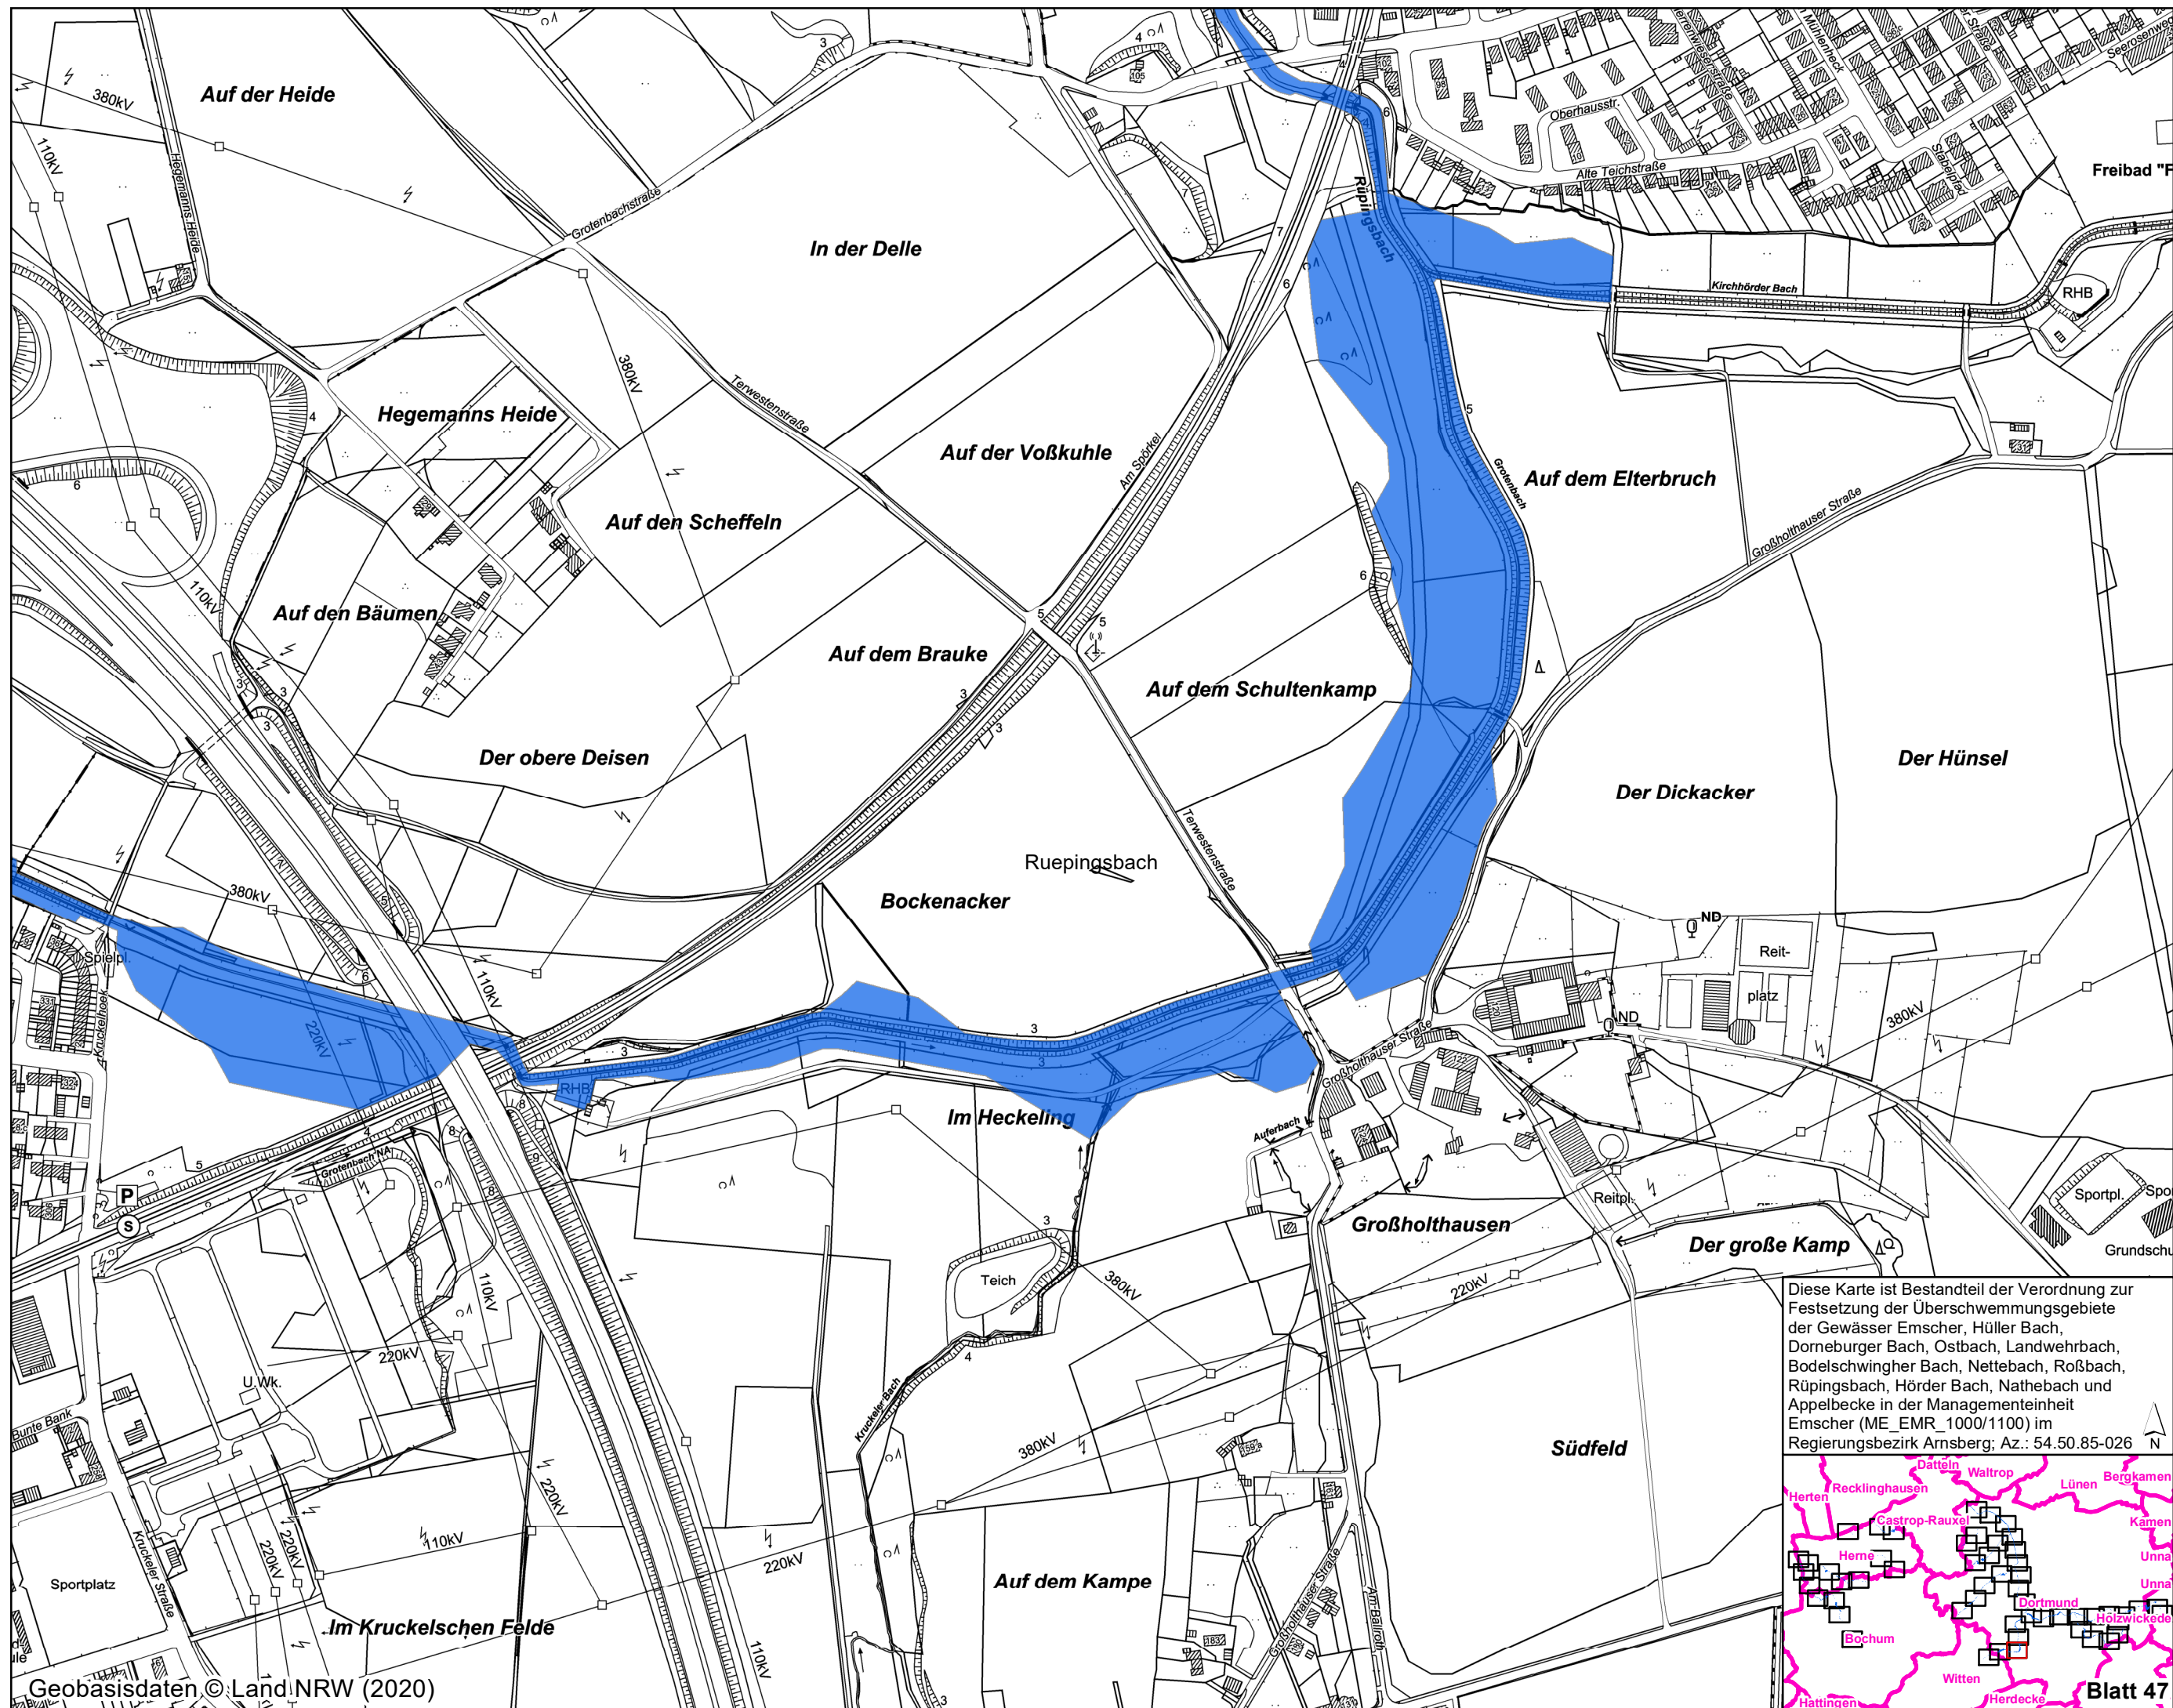 Auf der Heide
380kV
110kV
Hegemanns Heide
Grotenbachstraße
In der Delle
Rüpingsbach
Oberhausstr.
Alte Teichstraße
Herrenwieserstraße
Mühlenheck
Stabelpfad
Seerosenweg
Freibad "F
Kirchhörder Bach
RHB
Hegemanns Heide
380kV
Terwestenstraße
Auf der Voßkuhle
Am Spörkel
Auf den Scheffeln
Grotenbach
Auf dem Elterbruch
Großholthauser Straße
110kV
Auf den Bäumen
Auf dem Brauke
Auf dem Schultenkamp
Der obere Deisen
Der Dickacker
Der Hünsel
Terwestenstraße
Ruepingsbach
Bockenacker
380kV
Spielpl.
Kruckelhoek
110kV
220kV
ND
Reit-
platz
ND
380kV
RHB
Großholthauser Straße
Im Heckeling
Auferbach
Grotenbach NA
P
S
Reitpl.
Großholthausen
Der große Kamp
Sportpl.
Spo
Grundschu
Teich
380kV
220kV
110kV
220kV
U.Wk.
Bunte Bank
Kruckeler Bach
380kV
Südfeld
220kV
110kV
220kV
220kV
220kV
Kruckeler Straße
Sportplatz
Im Kruckelschen Felde
Auf dem Kampe
Großholthauser Straße
Am Ballroth
110kV
Geobasisdaten © Land NRW (2020)
Diese Karte ist Bestandteil der Verordnung zur
Festsetzung der Überschwemmungsgebiete
der Gewässer Emscher, Hüller Bach,
Dorneburger Bach, Ostbach, Landwehrbach,
Bodelschwingher Bach, Nettebach, Roßbach,
Rüpingsbach, Hörder Bach, Nathebach und
Appelbecke in der Managementeinheit
Emscher (ME_EMR_1000/1100) im
Regierungsbezirk Arnsberg; Az.: 54.50.85-026
N
Datteln
Waltrop
Bergkamen
Recklinghausen
Lünen
Herten
Castrop-Rauxel
Kamen
Herne
Unna
Unna
Dortmund
Holzwickede
Bochum
Witten
Hattingen
Herdecke
Blatt 47